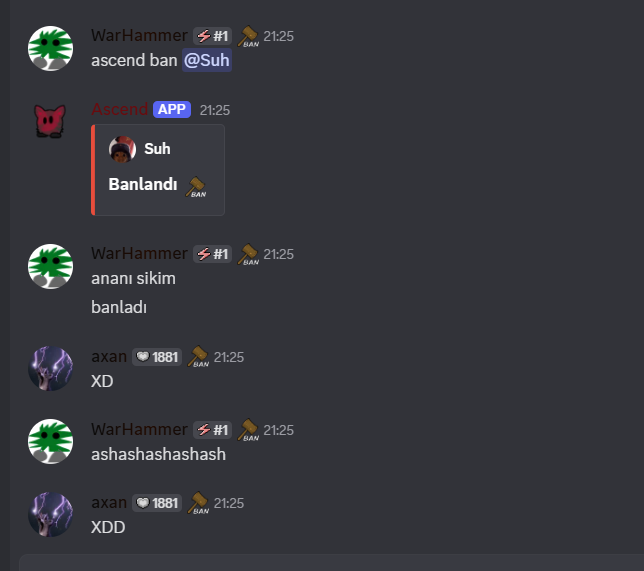 WarHammer #1 BAN 21:25
ascend ban @Suh
Ascend APP 21:25
Suh
Banlandı BAN
WarHammer #1 BAN 21:25
ananı sikim
banladı
axan 1881 BAN 21:25
XD
WarHammer #1 BAN 21:25
ashashashashash
axan 1881 BAN 21:25
XDD